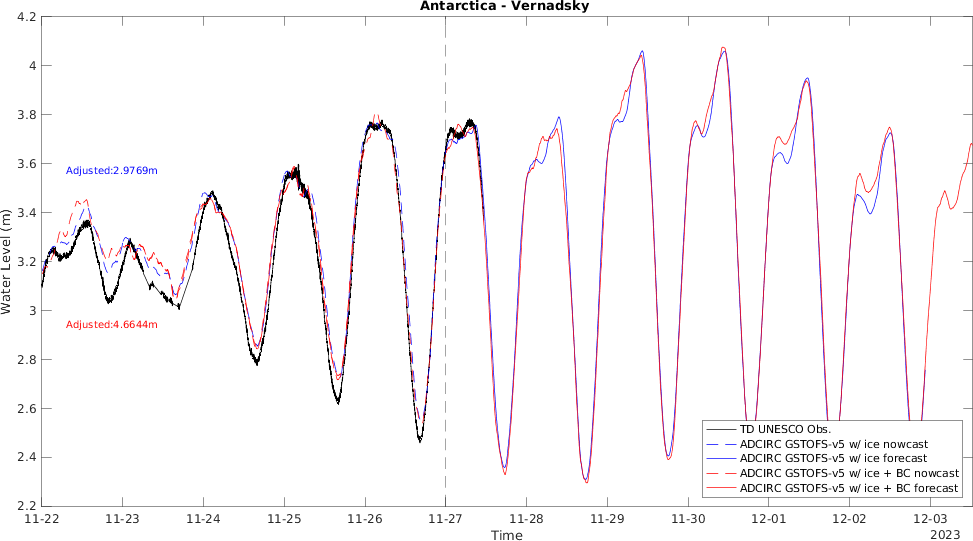 Antarctica - Vernadsky
4.2
4
3.8
3.6
3.4
3.2
3
2.8
2.6
2.4
2.2
Water Level (m)
Adjusted:2.9769m
Adjusted:4.6644m
TD UNESCO Obs.
ADCIRC GSTOFS-v5 w/ ice nowcast
ADCIRC GSTOFS-v5 w/ ice forecast
ADCIRC GSTOFS-v5 w/ ice + BC nowcast
ADCIRC GSTOFS-v5 w/ ice + BC forecast
11-22 11-23 11-24 11-25 11-26 11-27 11-28 11-29 11-30 12-01 12-02 12-03
Time
2023